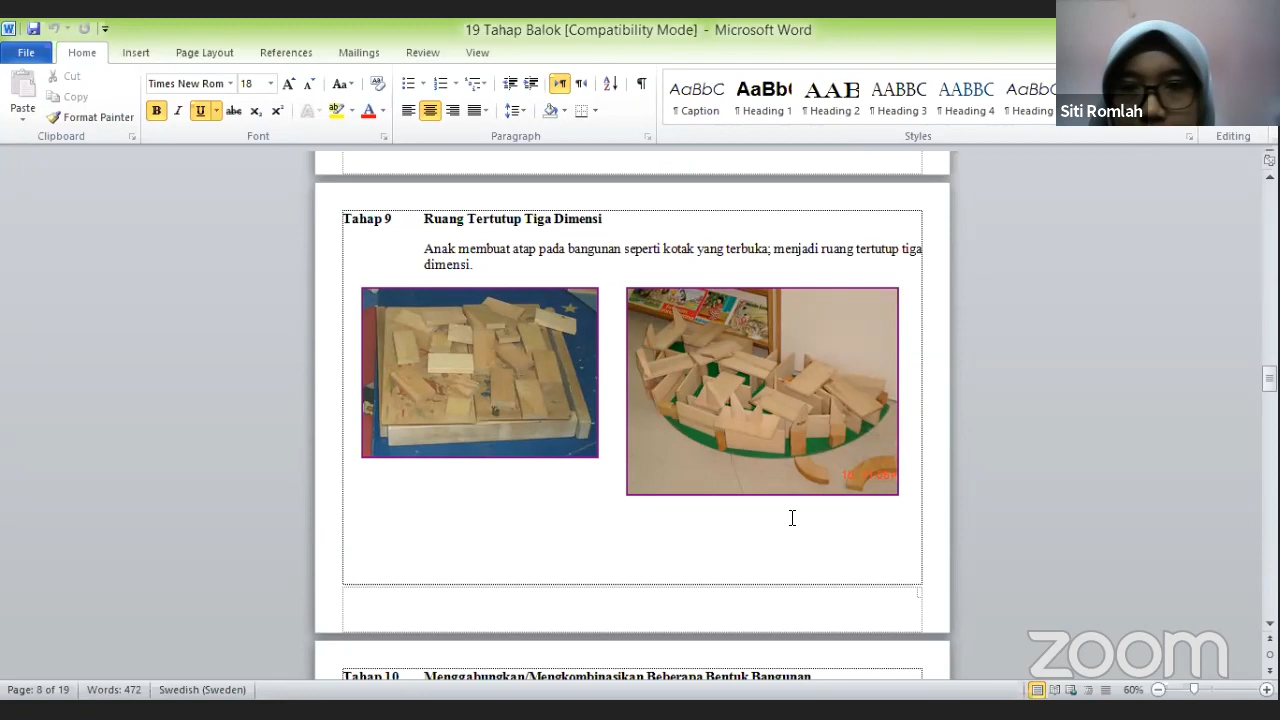 19 Tahap Balok [Compatibility Mode] - Microsoft Word
File Home Insert Page Layout References Mailings Review View
Paste
Cut
Copy
Format Painter
Clipboard
Times New Rom 18
Font
Paragraph
AaBbC AaBb( AAB AABBC AABBC AaBbC
¶ Caption ¶ Heading 1 ¶ Heading 2 ¶ Heading 3 ¶ Heading 4 ¶ Head
Styles
Editing
Siti Romlah
Tahap 9 Ruang Tertutup Tiga Dimensi
Anak membuat atap pada bangunan seperti kotak yang terbuka; menjadi ruang tertutup tiga
dimensi.
Tahap 10 Menggabungkan/Mengkombinasikan Beberapa Bentuk Bangunan
zoom
Page: 8 of 19 Words: 472 Swedish (Sweden) 60%